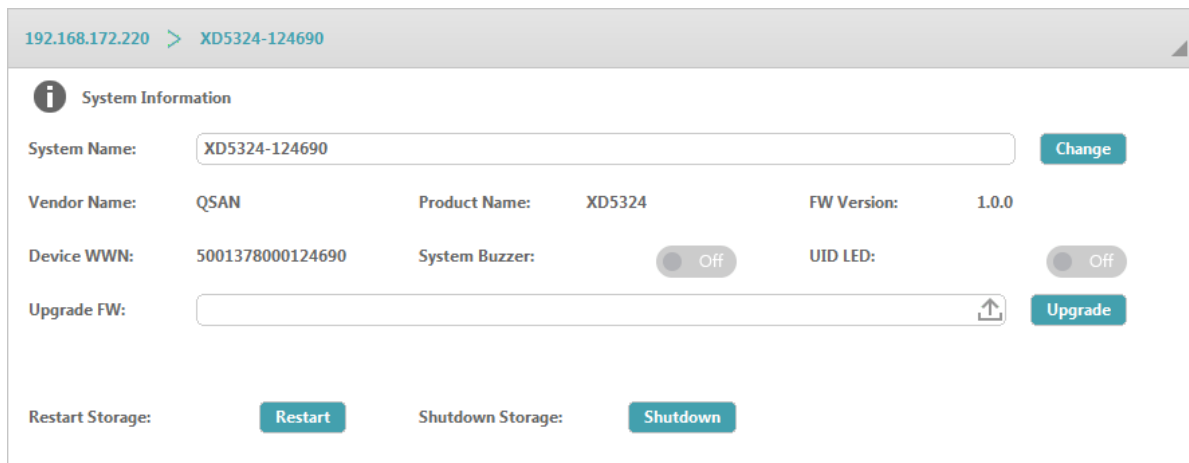 192.168.172.220 > XD5324-124690
System Information
System Name: XD5324-124690 Change
Vendor Name: QSAN Product Name: XD5324 FW Version: 1.0.0
Device WWN: 5001378000124690 System Buzzer: Off UID LED: Off
Upgrade FW: Upgrade
Restart Storage: Restart Shutdown Storage: Shutdown